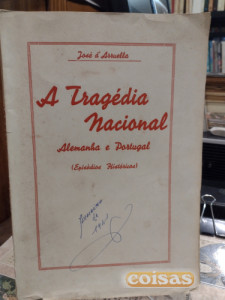 José d'Arruella
A Tragédia
Nacional
Alemanha e Portugal
(Episódios Históricos)
coisas